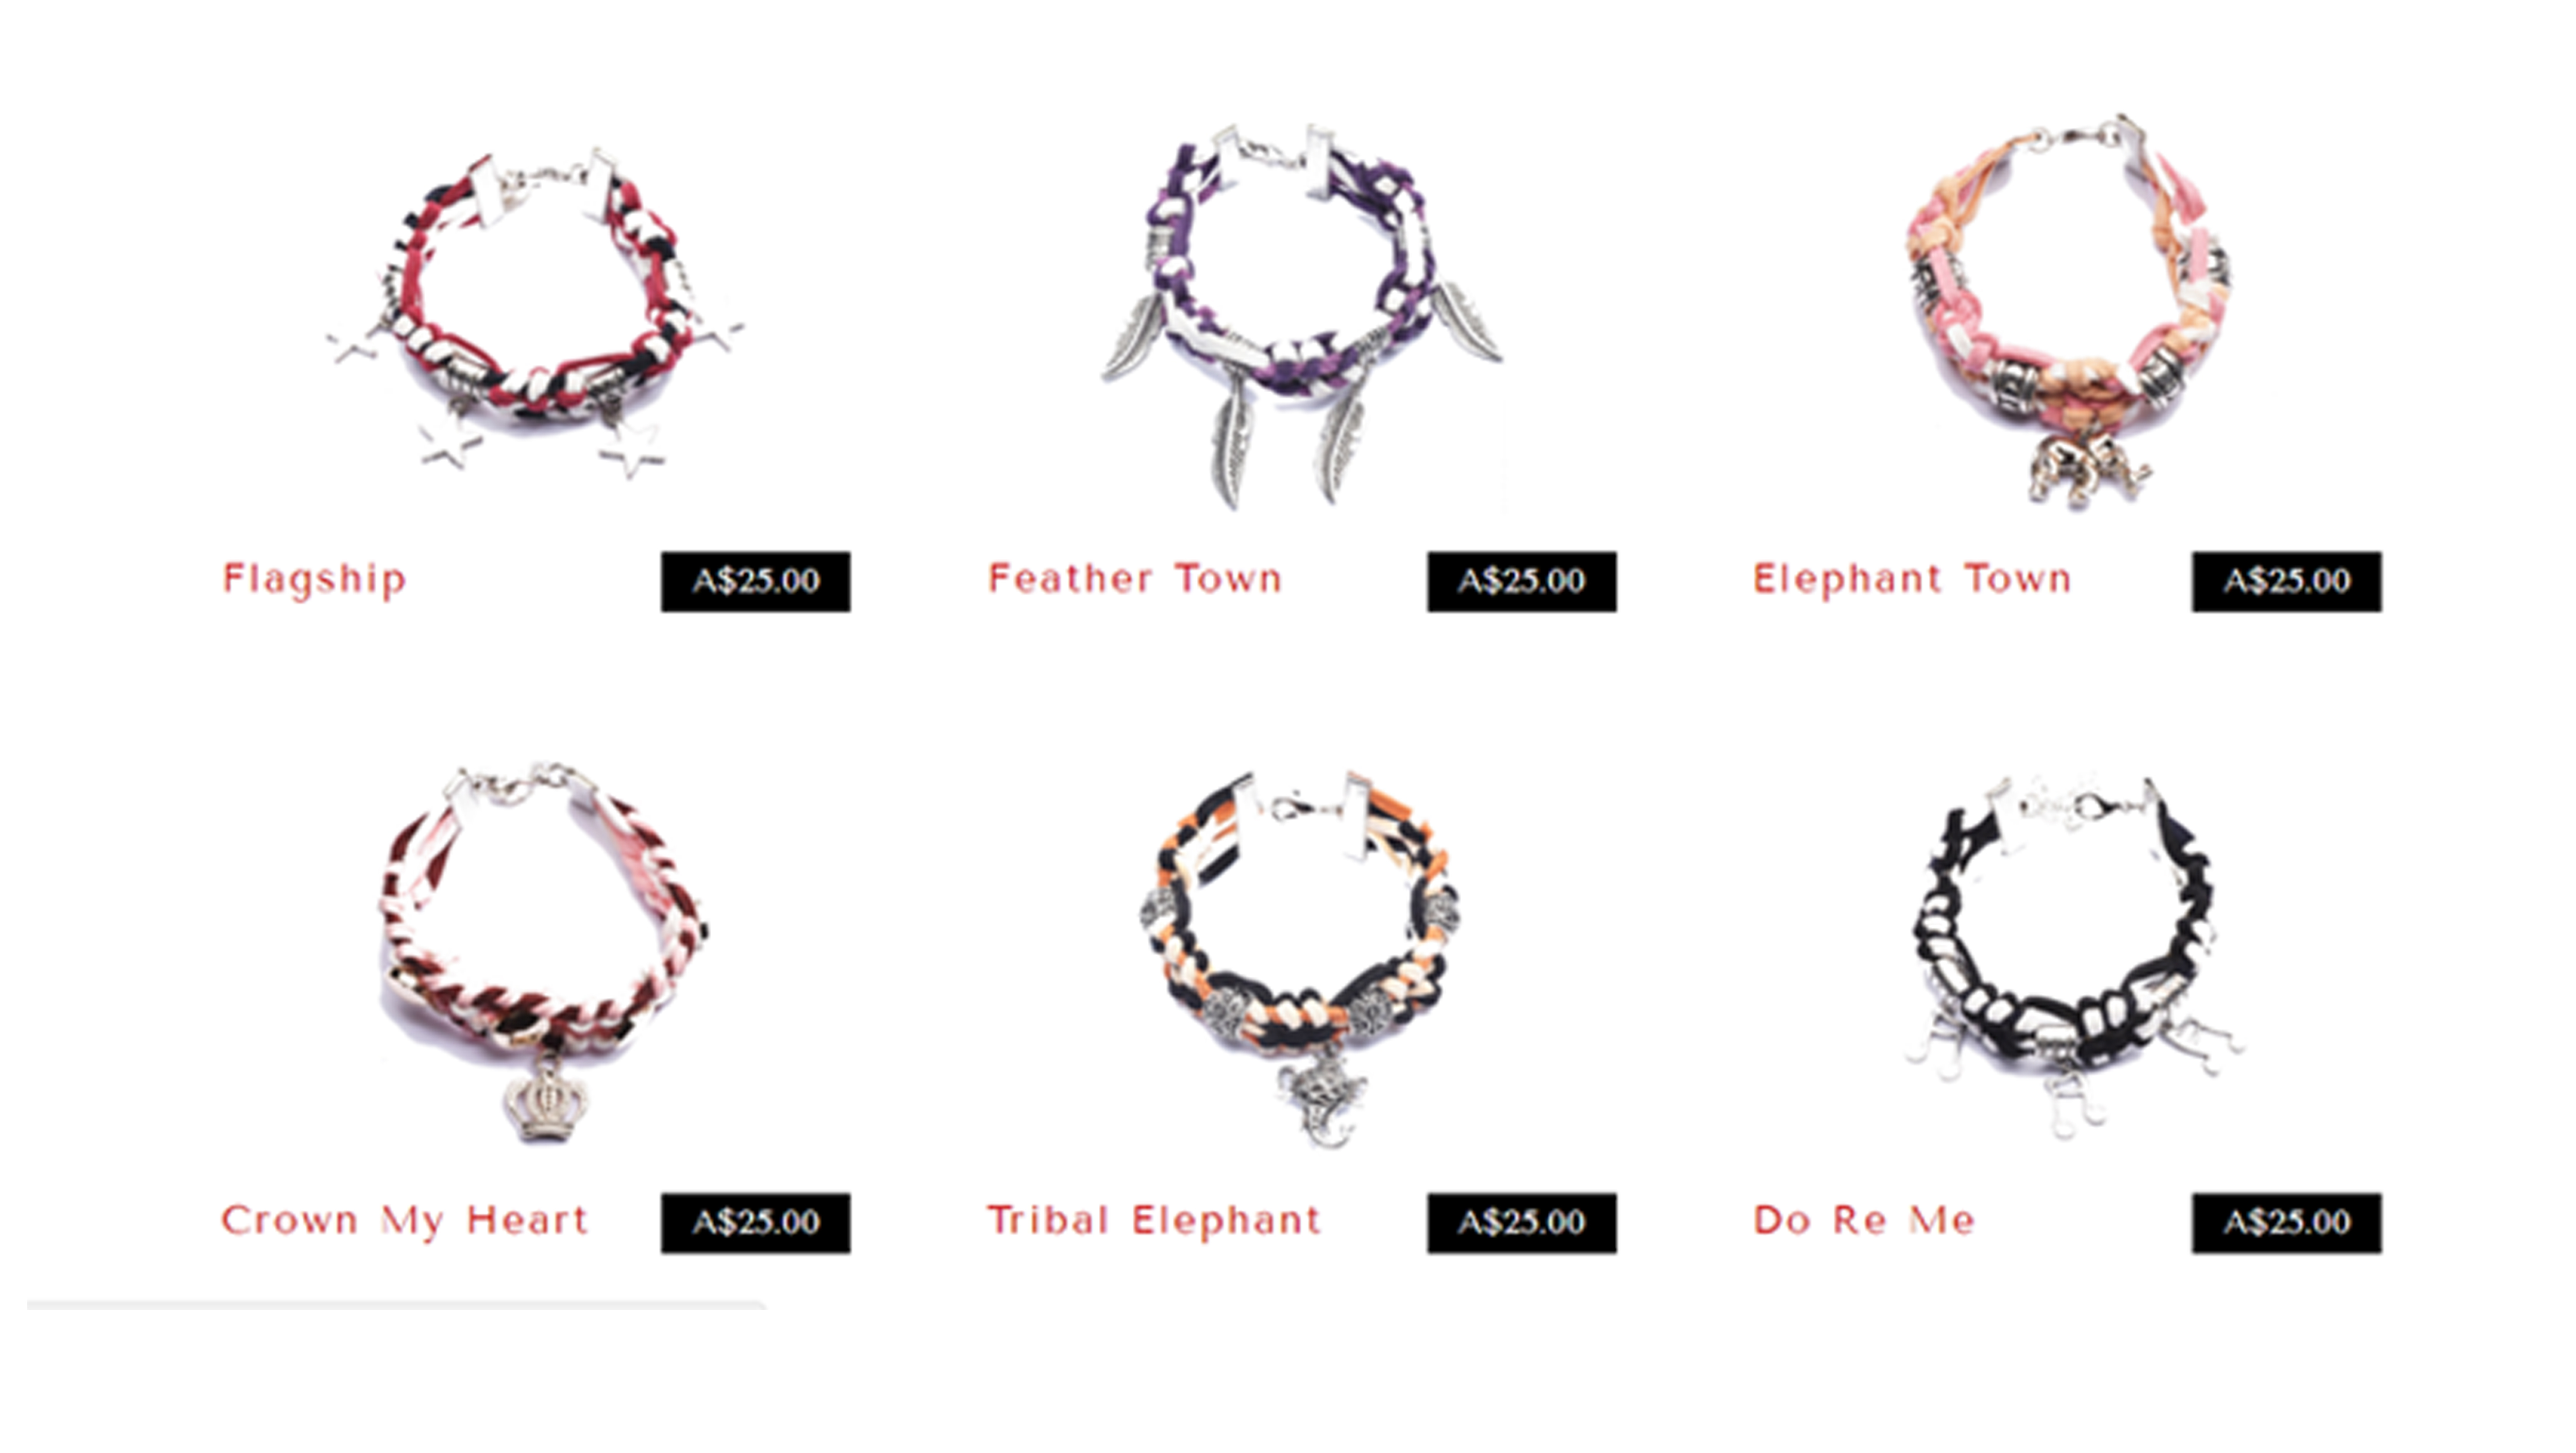 Flagship A$25.00
Feather Town A$25.00
Elephant Town A$25.00
Crown My Heart A$25.00
Tribal Elephant A$25.00
Do Re Me A$25.00